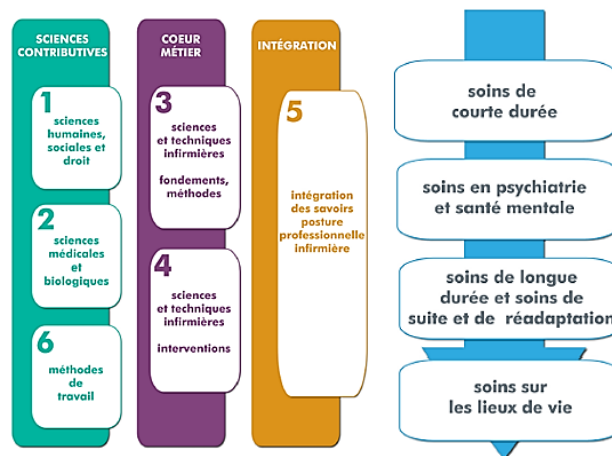 SCIENCES
CONTRIBUTIVES
1
sciences
humaines,
sociales et
droit
2
sciences
médicales
et
biologiques
6
méthodes
de
travail
COEUR
MÉTIER
3
sciences
et techniques
infirmières
fondements,
méthodes
4
sciences
et techniques
infirmières
interventions
INTÉGRATION
5
intégration
des savoirs
posture
professionnelle
infirmière
soins de
courte durée
soins en psychiatrie
et santé mentale
soins de longue
durée et soins de
suite et de réadaptation
soins sur
les lieux de vie